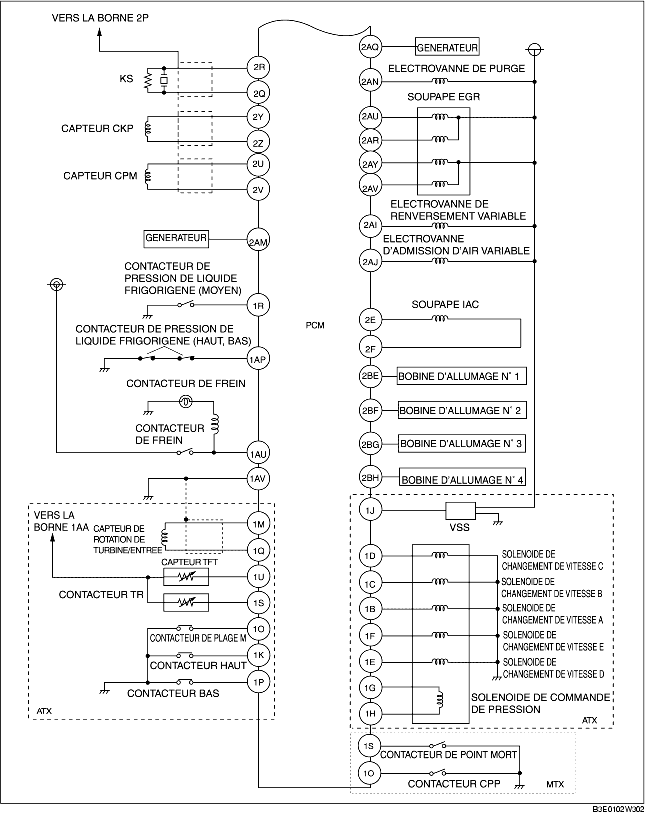 VERS LA BORNE 2P
KS
2R
2Q
CAPTEUR CKP
2Y
2Z
CAPTEUR CPM
2U
2V
GENERATEUR
2AM
CONTACTEUR DE
PRESSION DE LIQUIDE
FRIGORIGENE (MOYEN)
1R
CONTACTEUR DE PRESSION DE
LIQUIDE FRIGORIGENE (HAUT, BAS)
1AP
CONTACTEUR DE FREIN
CONTACTEUR
DE FREIN
1AU
1AV
VERS LA
BORNE 1AA
CAPTEUR DE
ROTATION DE
TURBINE/ENTREE
1M
1Q
CAPTEUR TFT
1U
CONTACTEUR TR
1S
1O
CONTACTEUR DE PLAGE M
1K
CONTACTEUR HAUT
1P
CONTACTEUR BAS
ATX
PCM
2AQ
GENERATEUR
ELECTROVANNE DE PURGE
2AN
SOUPAPE EGR
2AU
2AR
2AY
2AV
ELECTROVANNE DE
RENVERSEMENT VARIABLE
2AI
ELECTROVANNE
D'ADMISSION D'AIR VARIABLE
2AJ
SOUPAPE IAC
2E
2F
2BE
BOBINE D'ALLUMAGE N° 1
2BF
BOBINE D'ALLUMAGE N° 2
2BG
BOBINE D'ALLUMAGE N° 3
2BH
BOBINE D'ALLUMAGE N° 4
1J
VSS
1D
SOLENOIDE DE
CHANGEMENT DE VITESSE C
1C
SOLENOIDE DE
CHANGEMENT DE VITESSE B
1B
SOLENOIDE DE
CHANGEMENT DE VITESSE A
1F
SOLENOIDE DE
CHANGEMENT DE VITESSE E
1E
SOLENOIDE DE
CHANGEMENT DE VITESSE D
1G
1H
SOLENOIDE DE COMMANDE
DE PRESSION
ATX
1S
CONTACTEUR DE POINT MORT
1O
CONTACTEUR CPP
MTX
B3E0102W302